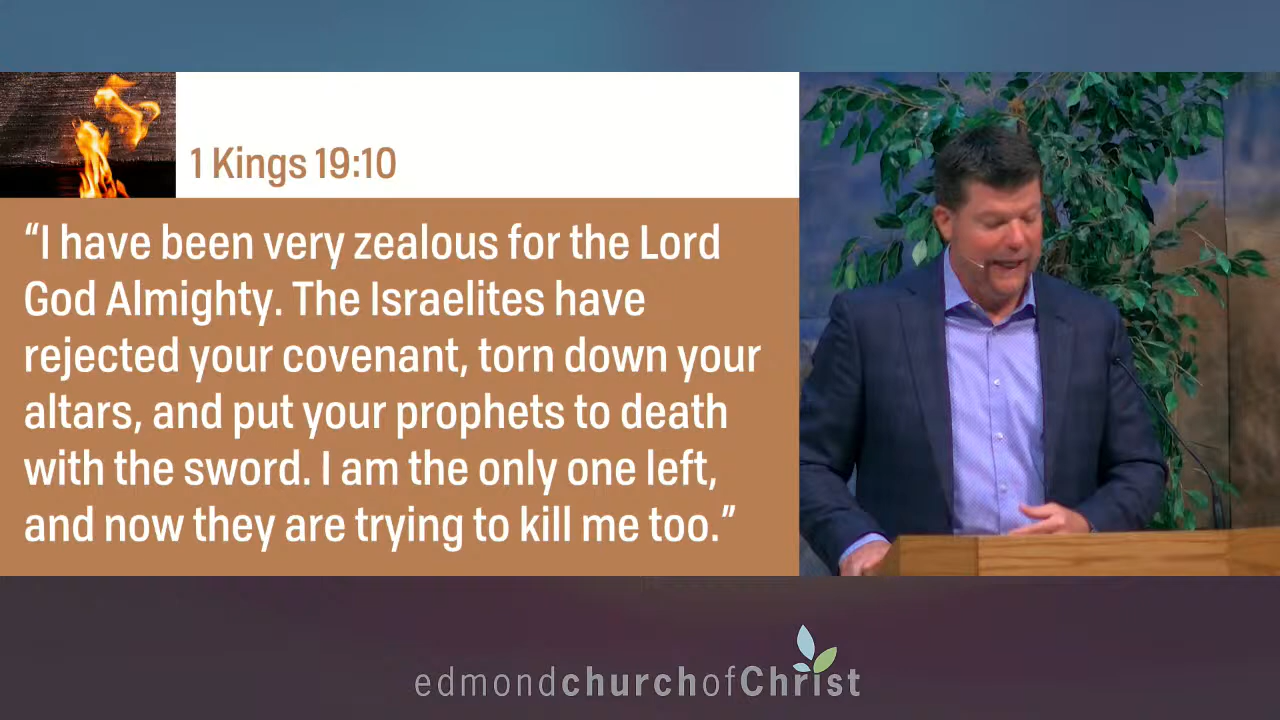 1 Kings 19:10
“I have been very zealous for the Lord
God Almighty. The Israelites have
rejected your covenant, torn down your
altars, and put your prophets to death
with the sword. I am the only one left,
and now they are trying to kill me too.”
edmondchurchofChrist